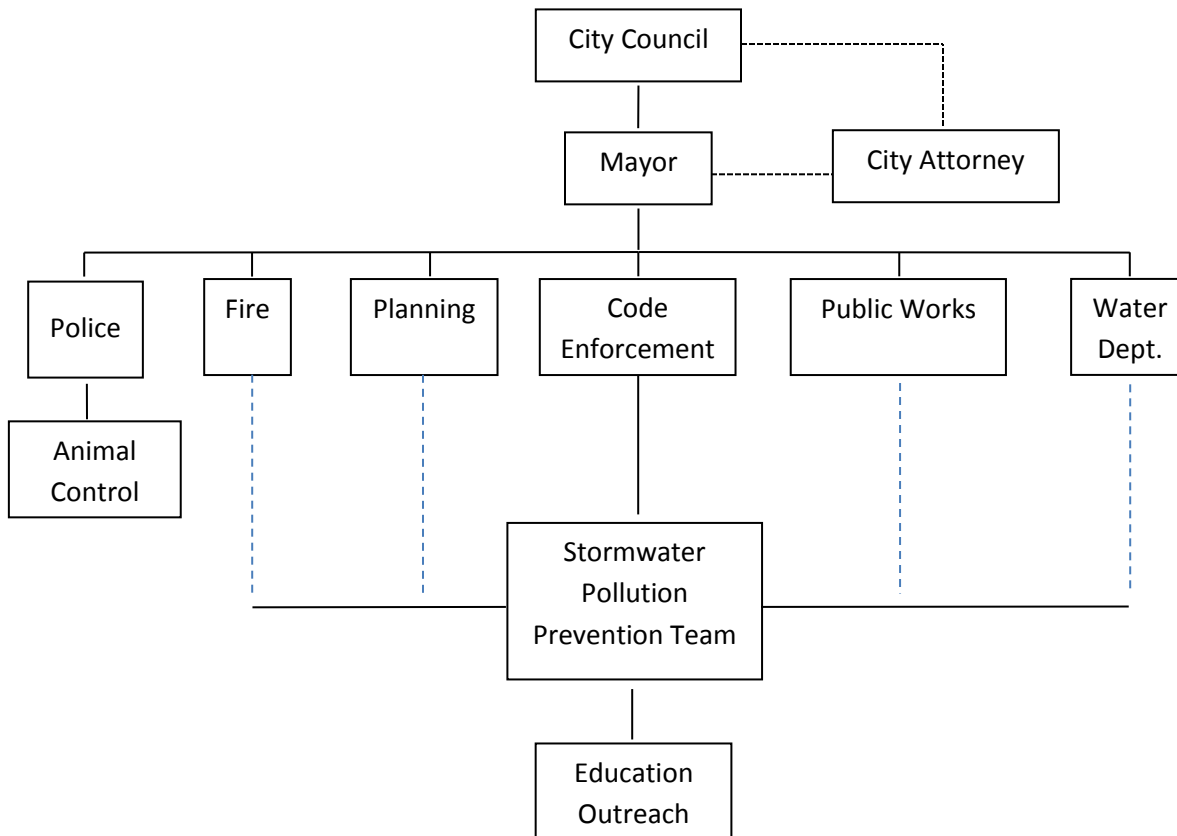 City Council
Mayor
City Attorney
Police
Fire
Planning
Code
Enforcement
Public Works
Water
Dept.
Animal
Control
Stormwater
Pollution
Prevention Team
Education
Outreach